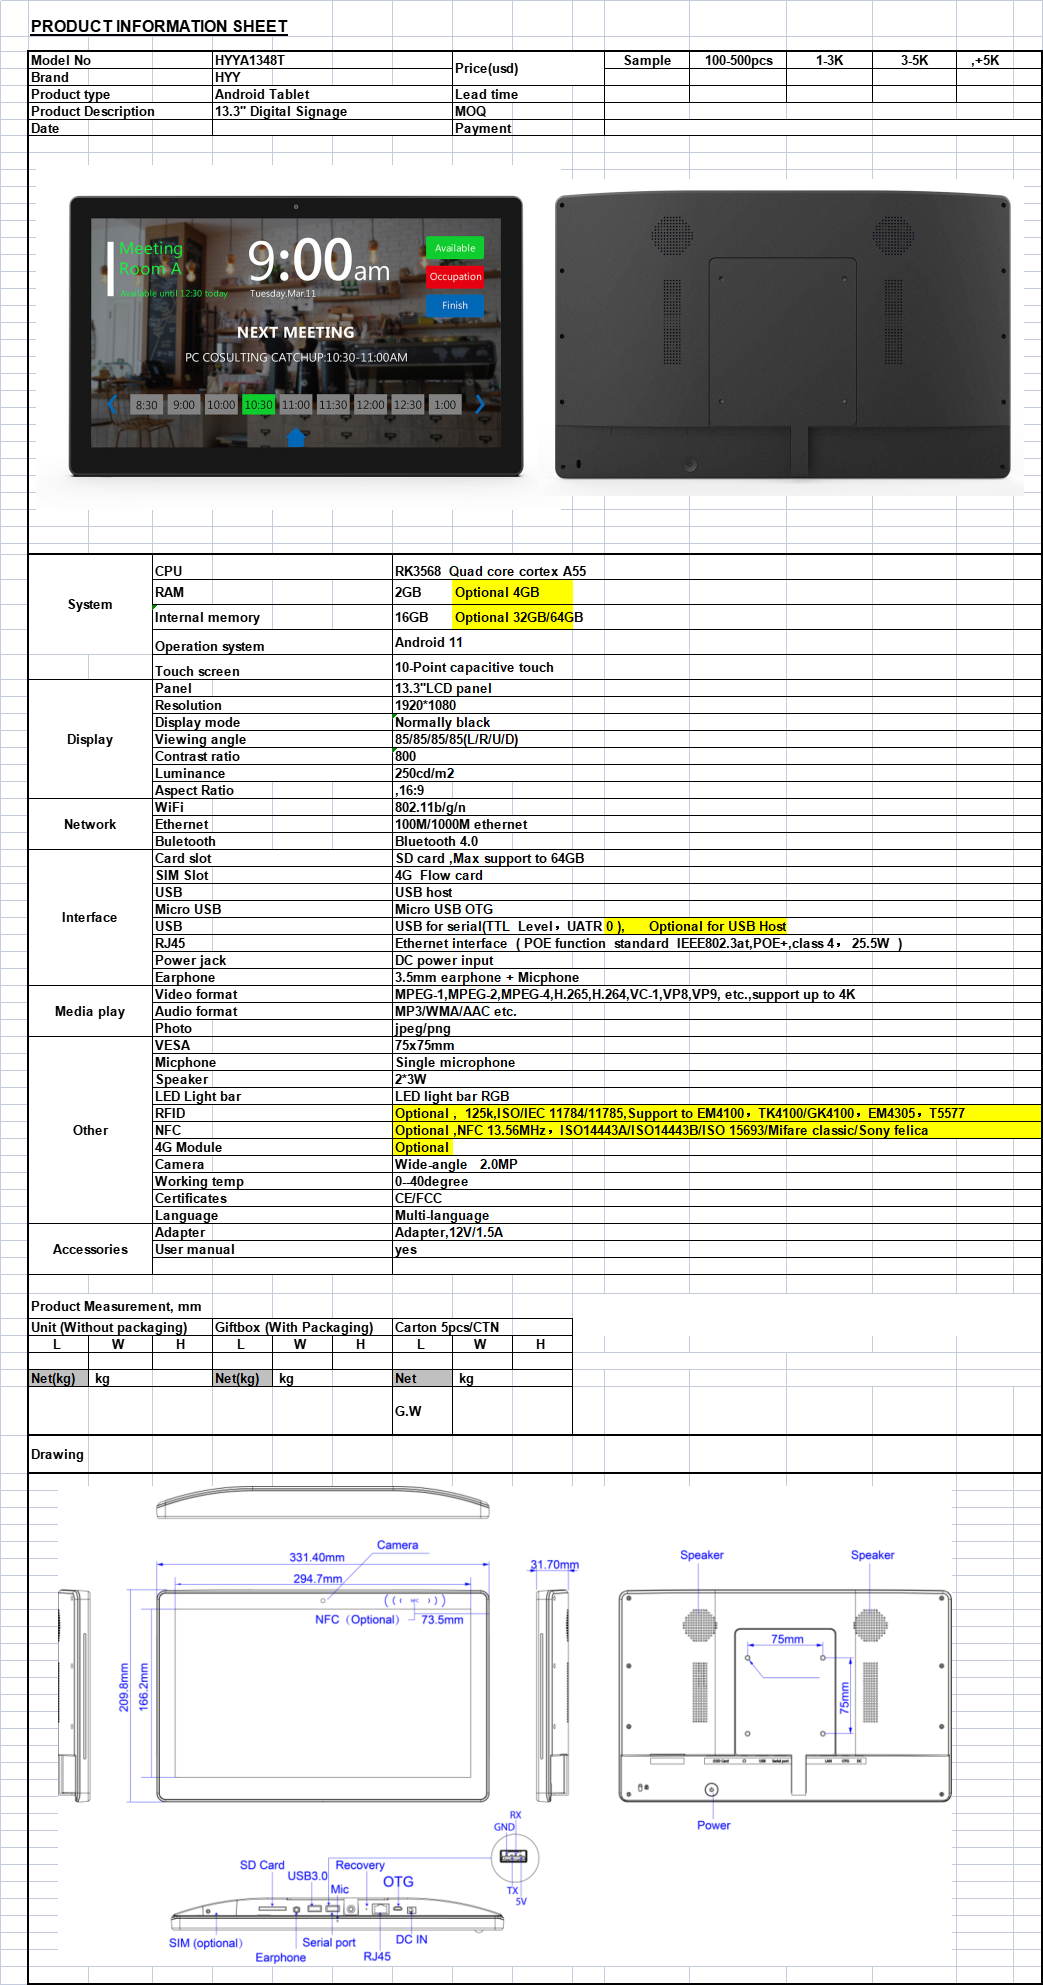 PRODUCT INFORMATION SHEET
Model No HYYA1348T Price(usd) Sample 100-500pcs 1-3K 3-5K ,+5K
Brand HYY
Product type Android Tablet Lead time
Product Description 13.3" Digital Signage MOQ
Date Payment
Meeting
Room A
Available until 12:30 today
9:00am
Tuesday.Mar.11
Available
Occupation
Finish
NEXT MEETING
PC COSULTING CATCHUP:10:30-11:00AM
8:30 9:00 10:00 10:30 11:00 11:30 12:00 12:30 1:00
System
CPU RK3568 Quad core cortex A55
RAM 2GB Optional 4GB
Internal memory 16GB Optional 32GB/64GB
Operation system Android 11
Touch screen 10-Point capacitive touch
Display
Panel 13.3"LCD panel
Resolution 1920*1080
Display mode Normally black
Viewing angle 85/85/85/85(L/R/U/D)
Contrast ratio 800
Luminance 250cd/m2
Aspect Ratio ,16:9
Network
WiFi 802.11b/g/n
Ethernet 100M/1000M ethernet
Buletooth Bluetooth 4.0
Interface
Card slot SD card ,Max support to 64GB
SIM Slot 4G Flow card
USB USB host
Micro USB Micro USB OTG
USB USB for serial(TTL Level，UATR 0 ), Optional for USB Host
RJ45 Ethernet interface ( POE function standard IEEE802.3at,POE+,class 4，25.5W )
Power jack DC power input
Earphone 3.5mm earphone + Micphone
Media play
Video format MPEG-1,MPEG-2,MPEG-4,H.265,H.264,VC-1,VP8,VP9, etc.,support up to 4K
Audio format MP3/WMA/AAC etc.
Photo jpeg/png
Other
VESA 75x75mm
Micphone Single microphone
Speaker 2*3W
LED Light bar LED light bar RGB
RFID Optional , 125k,ISO/IEC 11784/11785,Support to EM4100，TK4100/GK4100，EM4305，T5577
NFC Optional ,NFC 13.56MHz，ISO14443A/ISO14443B/ISO 15693/Mifare classic/Sony felica
4G Module Optional
Camera Wide-angle 2.0MP
Working temp 0--40degree
Certificates CE/FCC
Language Multi-language
Accessories
Adapter Adapter,12V/1.5A
User manual yes
Product Measurement, mm
Unit (Without packaging) Giftbox (With Packaging) Carton 5pcs/CTN
L W H L W H L W H
Net(kg) kg Net(kg) kg Net kg
G.W
Drawing
Camera
331.40mm
294.7mm
NFC（Optional）
73.5mm
NFC
209.8mm
166.2mm
31.70mm
Speaker
Speaker
75mm
75mm
USB Serial port LAN OTG DC
Power
RX
GND
TX
5V
SD Card
USB3.0
Recovery
Mic
OTG
SIM (optional)
Earphone
Serial port
RJ45
DC IN